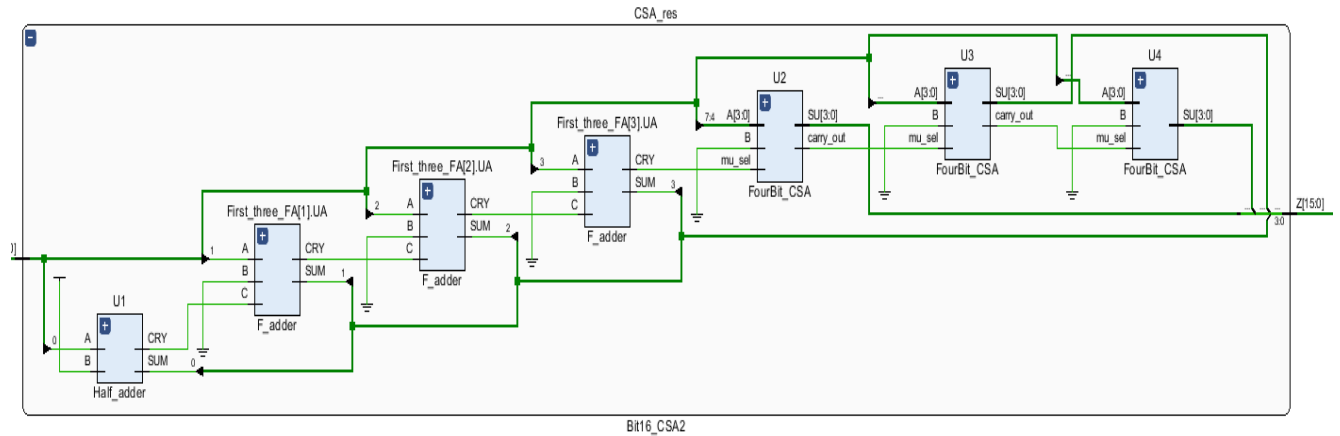 CSA_res
U4
U3
U2
A[3:0] SU[3:0]
B carry_out
mu_sel
FourBit_CSA
A[3:0] SU[3:0]
B
mu_sel
FourBit_CSA
7:4 A[3:0] SU[3:0]
B carry_out
mu_sel
FourBit_CSA
First_three_FA[3].UA
3 A CRY
B SUM 3
C
F_adder
First_three_FA[2].UA
2 A CRY
B SUM 2
C
F_adder
First_three_FA[1].UA
1 A CRY
B SUM 1
C
F_adder
U1
0 A CRY
B SUM 0
Half_adder
Z[15:0]
3:0
Bit16_CSA2